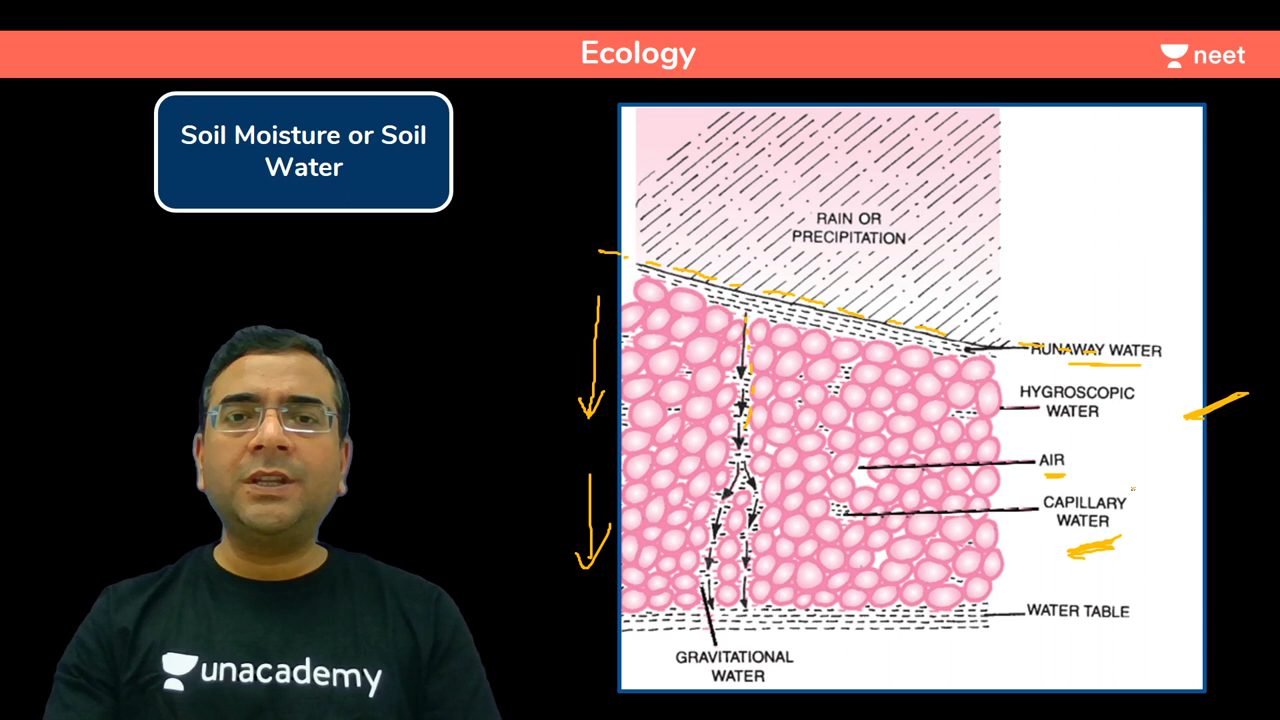 Ecology
neet
Soil Moisture or Soil
Water
RAIN OR
PRECIPITATION
RUNAWAY WATER
HYGROSCOPIC
WATER
AIR
CAPILLARY
WATER
WATER TABLE
GRAVITATIONAL
WATER
unacademy